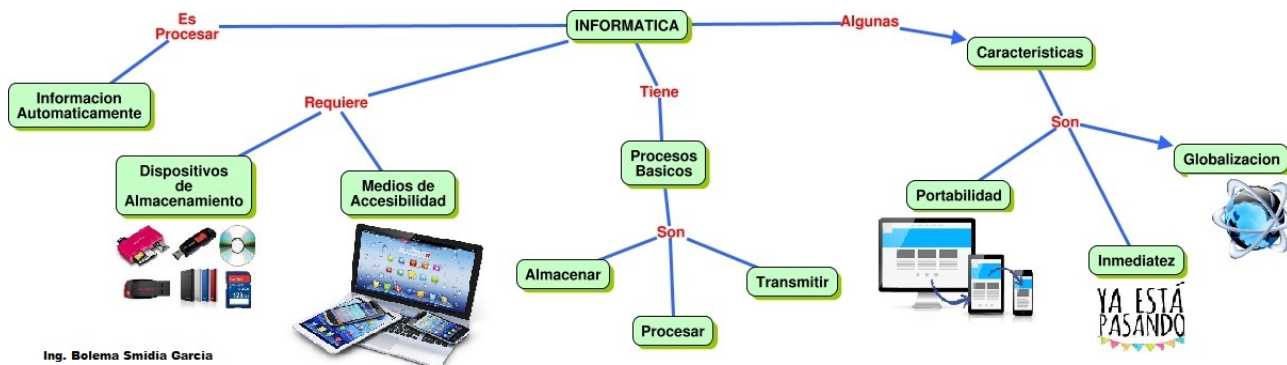 INFORMATICA
Es
Procesar
Informacion
Automaticamente
Requiere
Dispositivos
de
Almacenamiento
Medios de
Accesibilidad
Tiene
Procesos
Basicos
Son
Almacenar
Procesar
Transmitir
Algunas
Caracteristicas
Son
Portabilidad
Inmediatez
YA ESTÁ
PASANDO
Globalizacion
Ing. Bolema Smidia Garcia